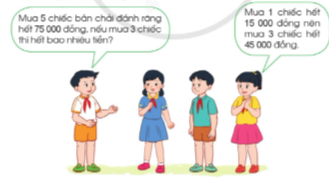 Mua 5 chiếc bàn chải đánh răng
hết 75 000 đồng, nếu mua 3 chiếc
thì hết bao nhiêu tiền?
Mua 1 chiếc hết
15 000 đồng nên
mua 3 chiếc hết
45 000 đồng.